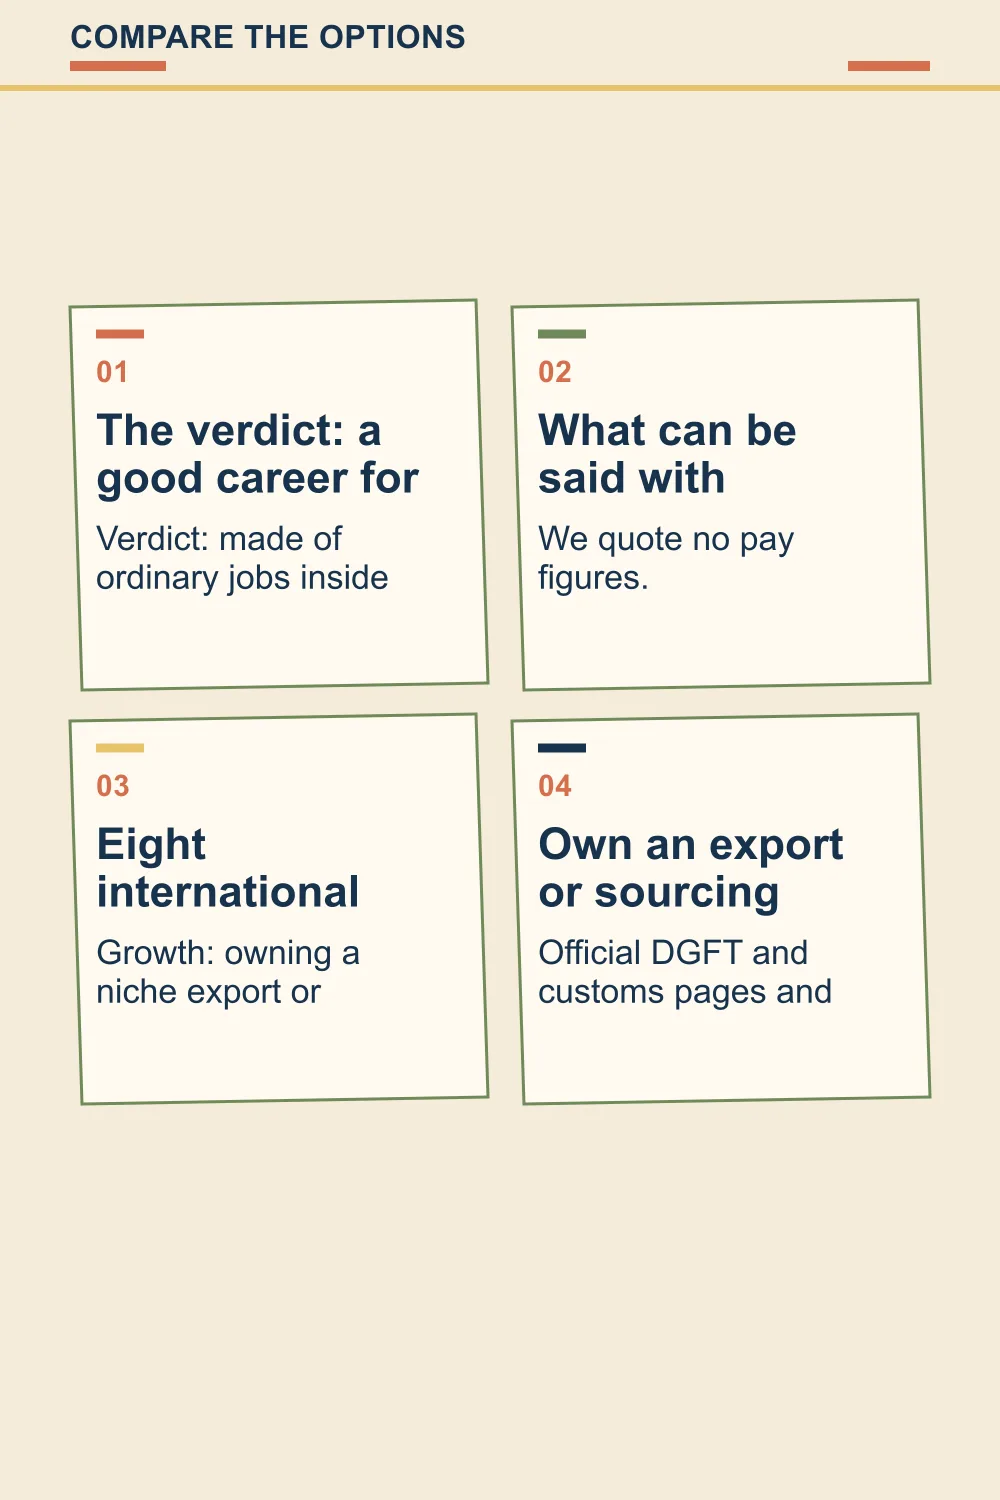 COMPARE THE OPTIONS
01
The verdict: a
good career for
Verdict: made of
ordinary jobs inside
02
What can be
said with
We quote no pay
figures.
03
Eight
international
Growth: owning a
niche export or
04
Own an export
or sourcing
Official DGFT and
customs pages and